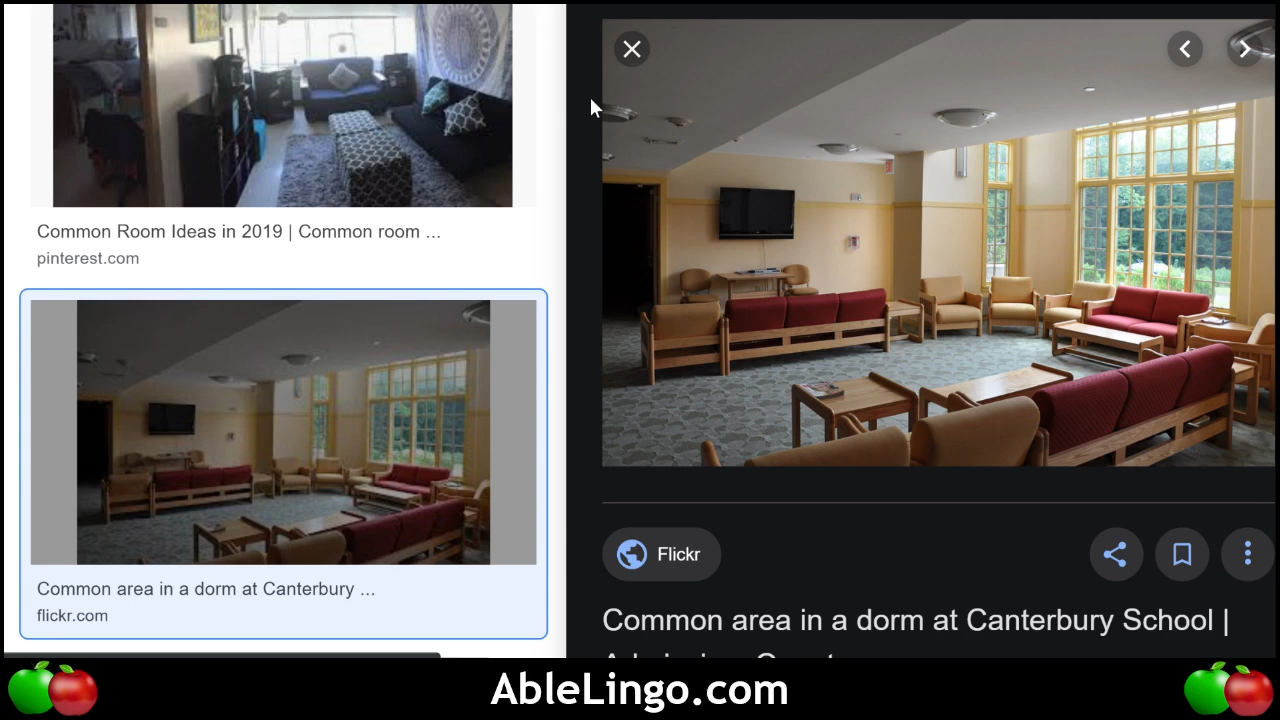 Common Room Ideas in 2019 | Common room ...
pinterest.com
Common area in a dorm at Canterbury ...
flickr.com
Flickr
Common area in a dorm at Canterbury School |
AbleLingo.com